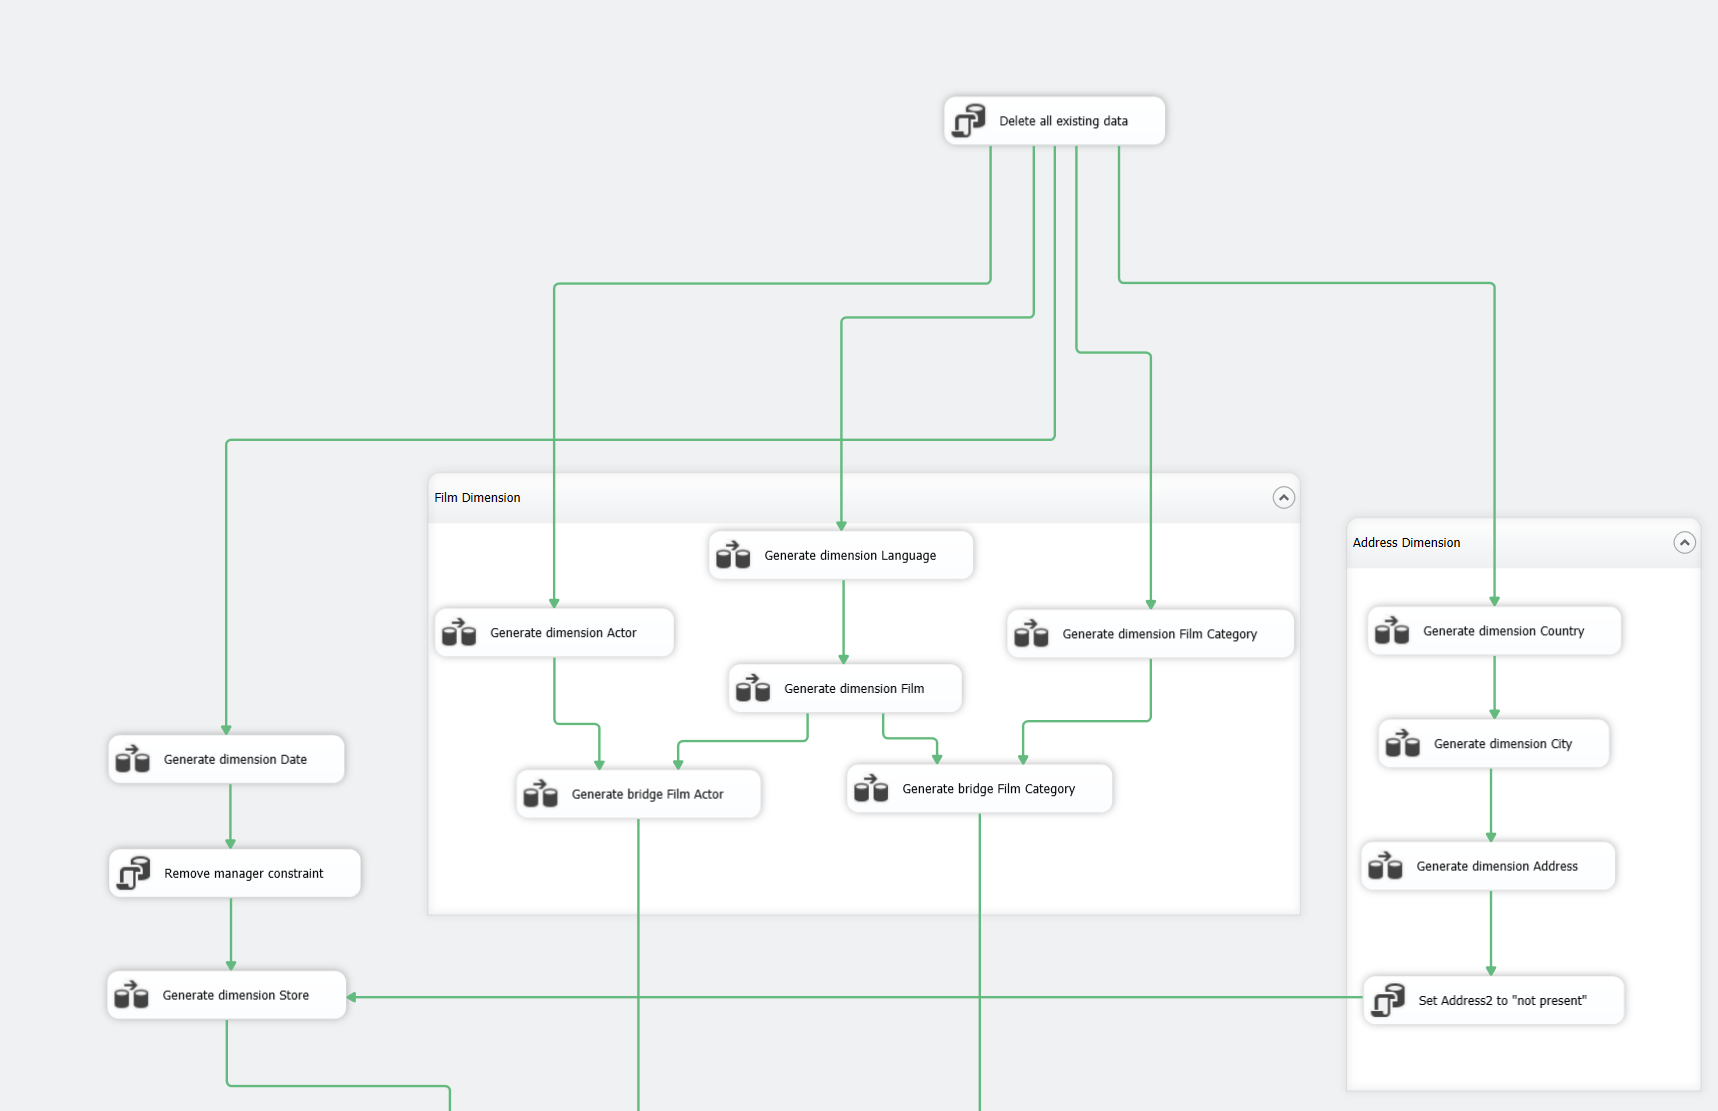 Delete all existing data
Film Dimension
Generate dimension Language
Generate dimension Actor
Generate dimension Film Category
Generate dimension Film
Generate bridge Film Actor
Generate bridge Film Category
Address Dimension
Generate dimension Country
Generate dimension City
Generate dimension Address
Set Address2 to "not present"
Generate dimension Date
Remove manager constraint
Generate dimension Store